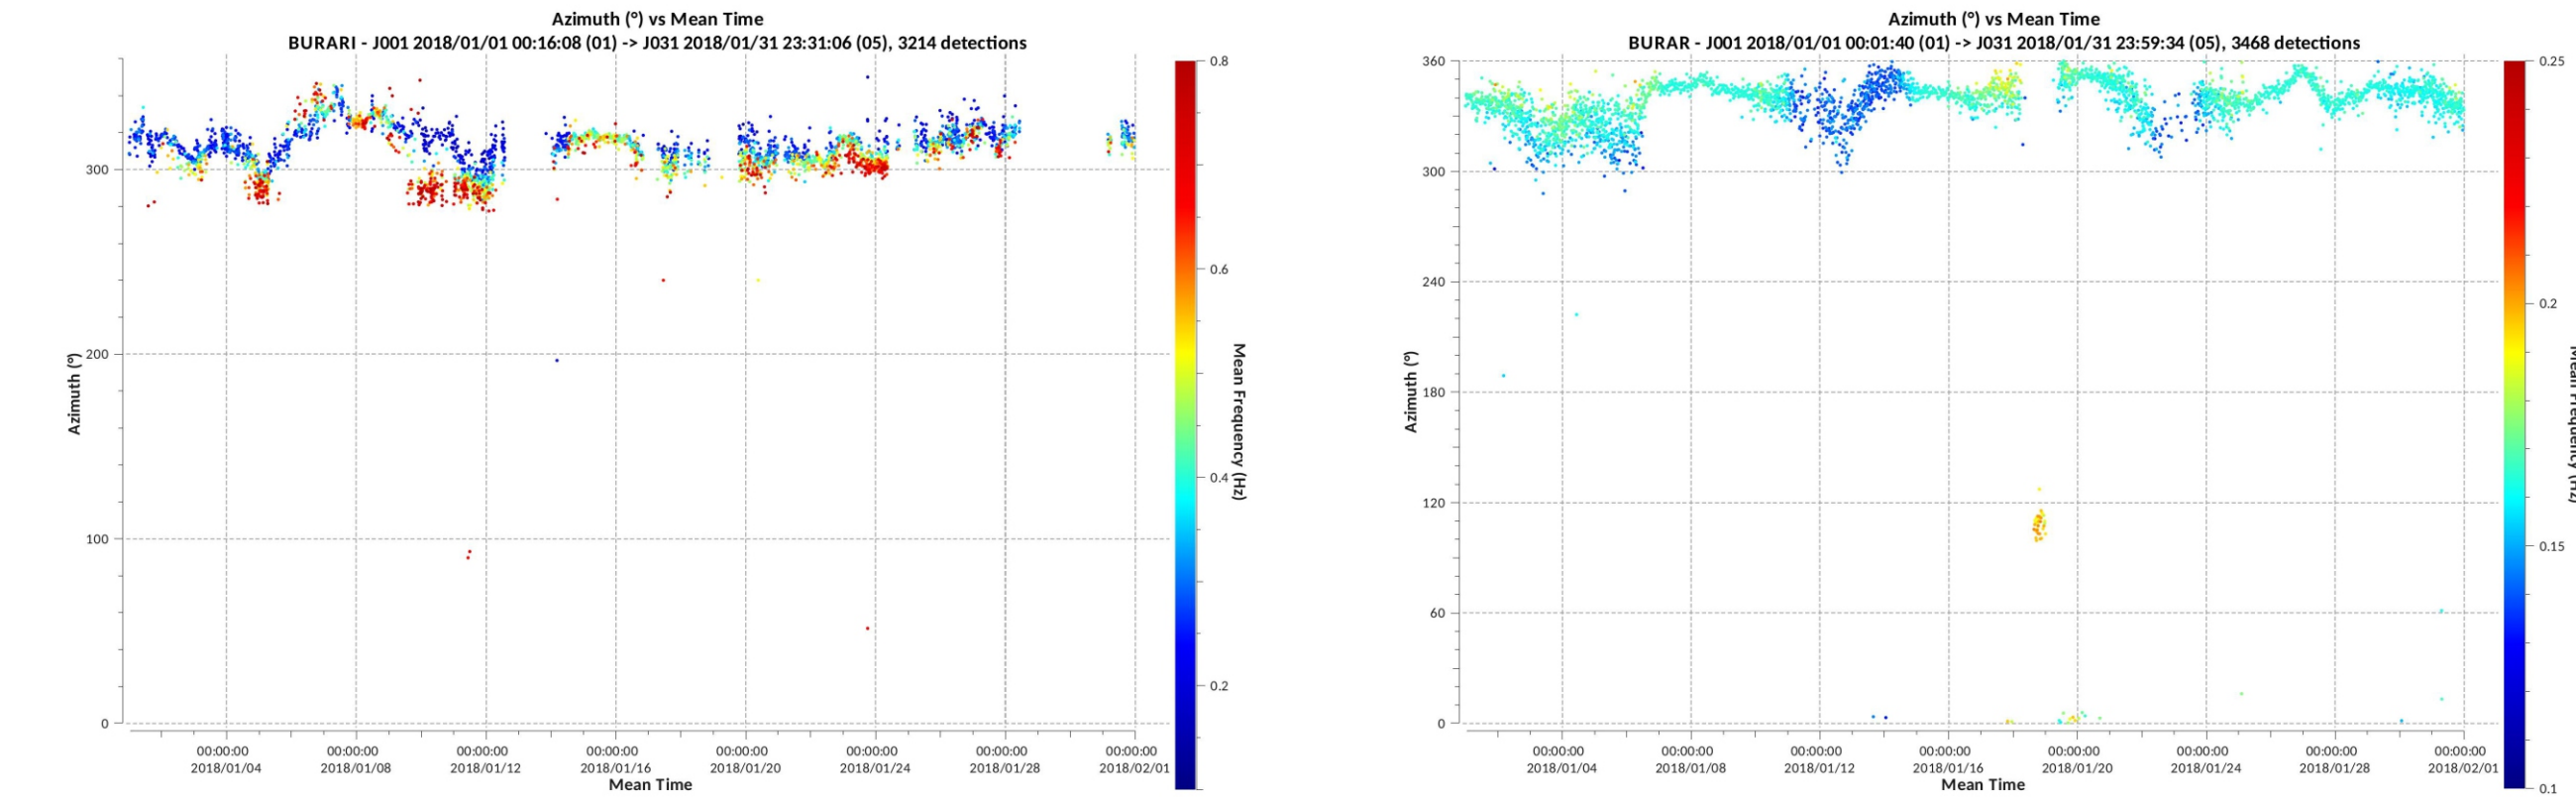 Azimuth (°) vs Mean Time
BURARI - J001 2018/01/01 00:16:08 (01) -> J031 2018/01/31 23:31:06 (05), 3214 detections
Azimuth (°)
300
200
100
0
00:00:00 00:00:00 00:00:00 00:00:00 00:00:00 00:00:00 00:00:00 00:00:00
2018/01/04 2018/01/08 2018/01/12 2018/01/16 2018/01/20 2018/01/24 2018/01/28 2018/02/01
Mean Time
0.8
0.6
0.4
0.2
Mean Frequency (Hz)
Azimuth (°) vs Mean Time
BURAR - J001 2018/01/01 00:01:40 (01) -> J031 2018/01/31 23:59:34 (05), 3468 detections
Azimuth (°)
360
300
240
180
120
60
0
00:00:00 00:00:00 00:00:00 00:00:00 00:00:00 00:00:00 00:00:00 00:00:00
2018/01/04 2018/01/08 2018/01/12 2018/01/16 2018/01/20 2018/01/24 2018/01/28 2018/02/01
Mean Time
0.25
0.2
0.15
0.1
Mean Frequency (Hz)